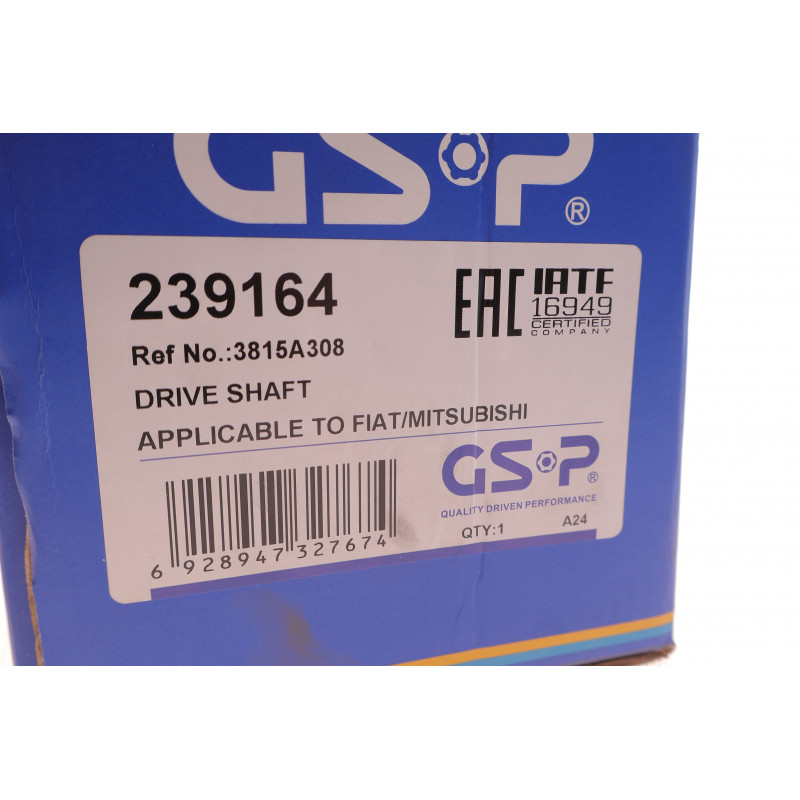 GSP®
239164
Ref No.:3815A308
DRIVE SHAFT
APPLICABLE TO FIAT/MITSUBISHI
EAC
IATF
16949
CERTIFIED
COMPANY
GSP®
QUALITY DRIVEN PERFORMANCE
QTY:1 A24
6 928947 327674